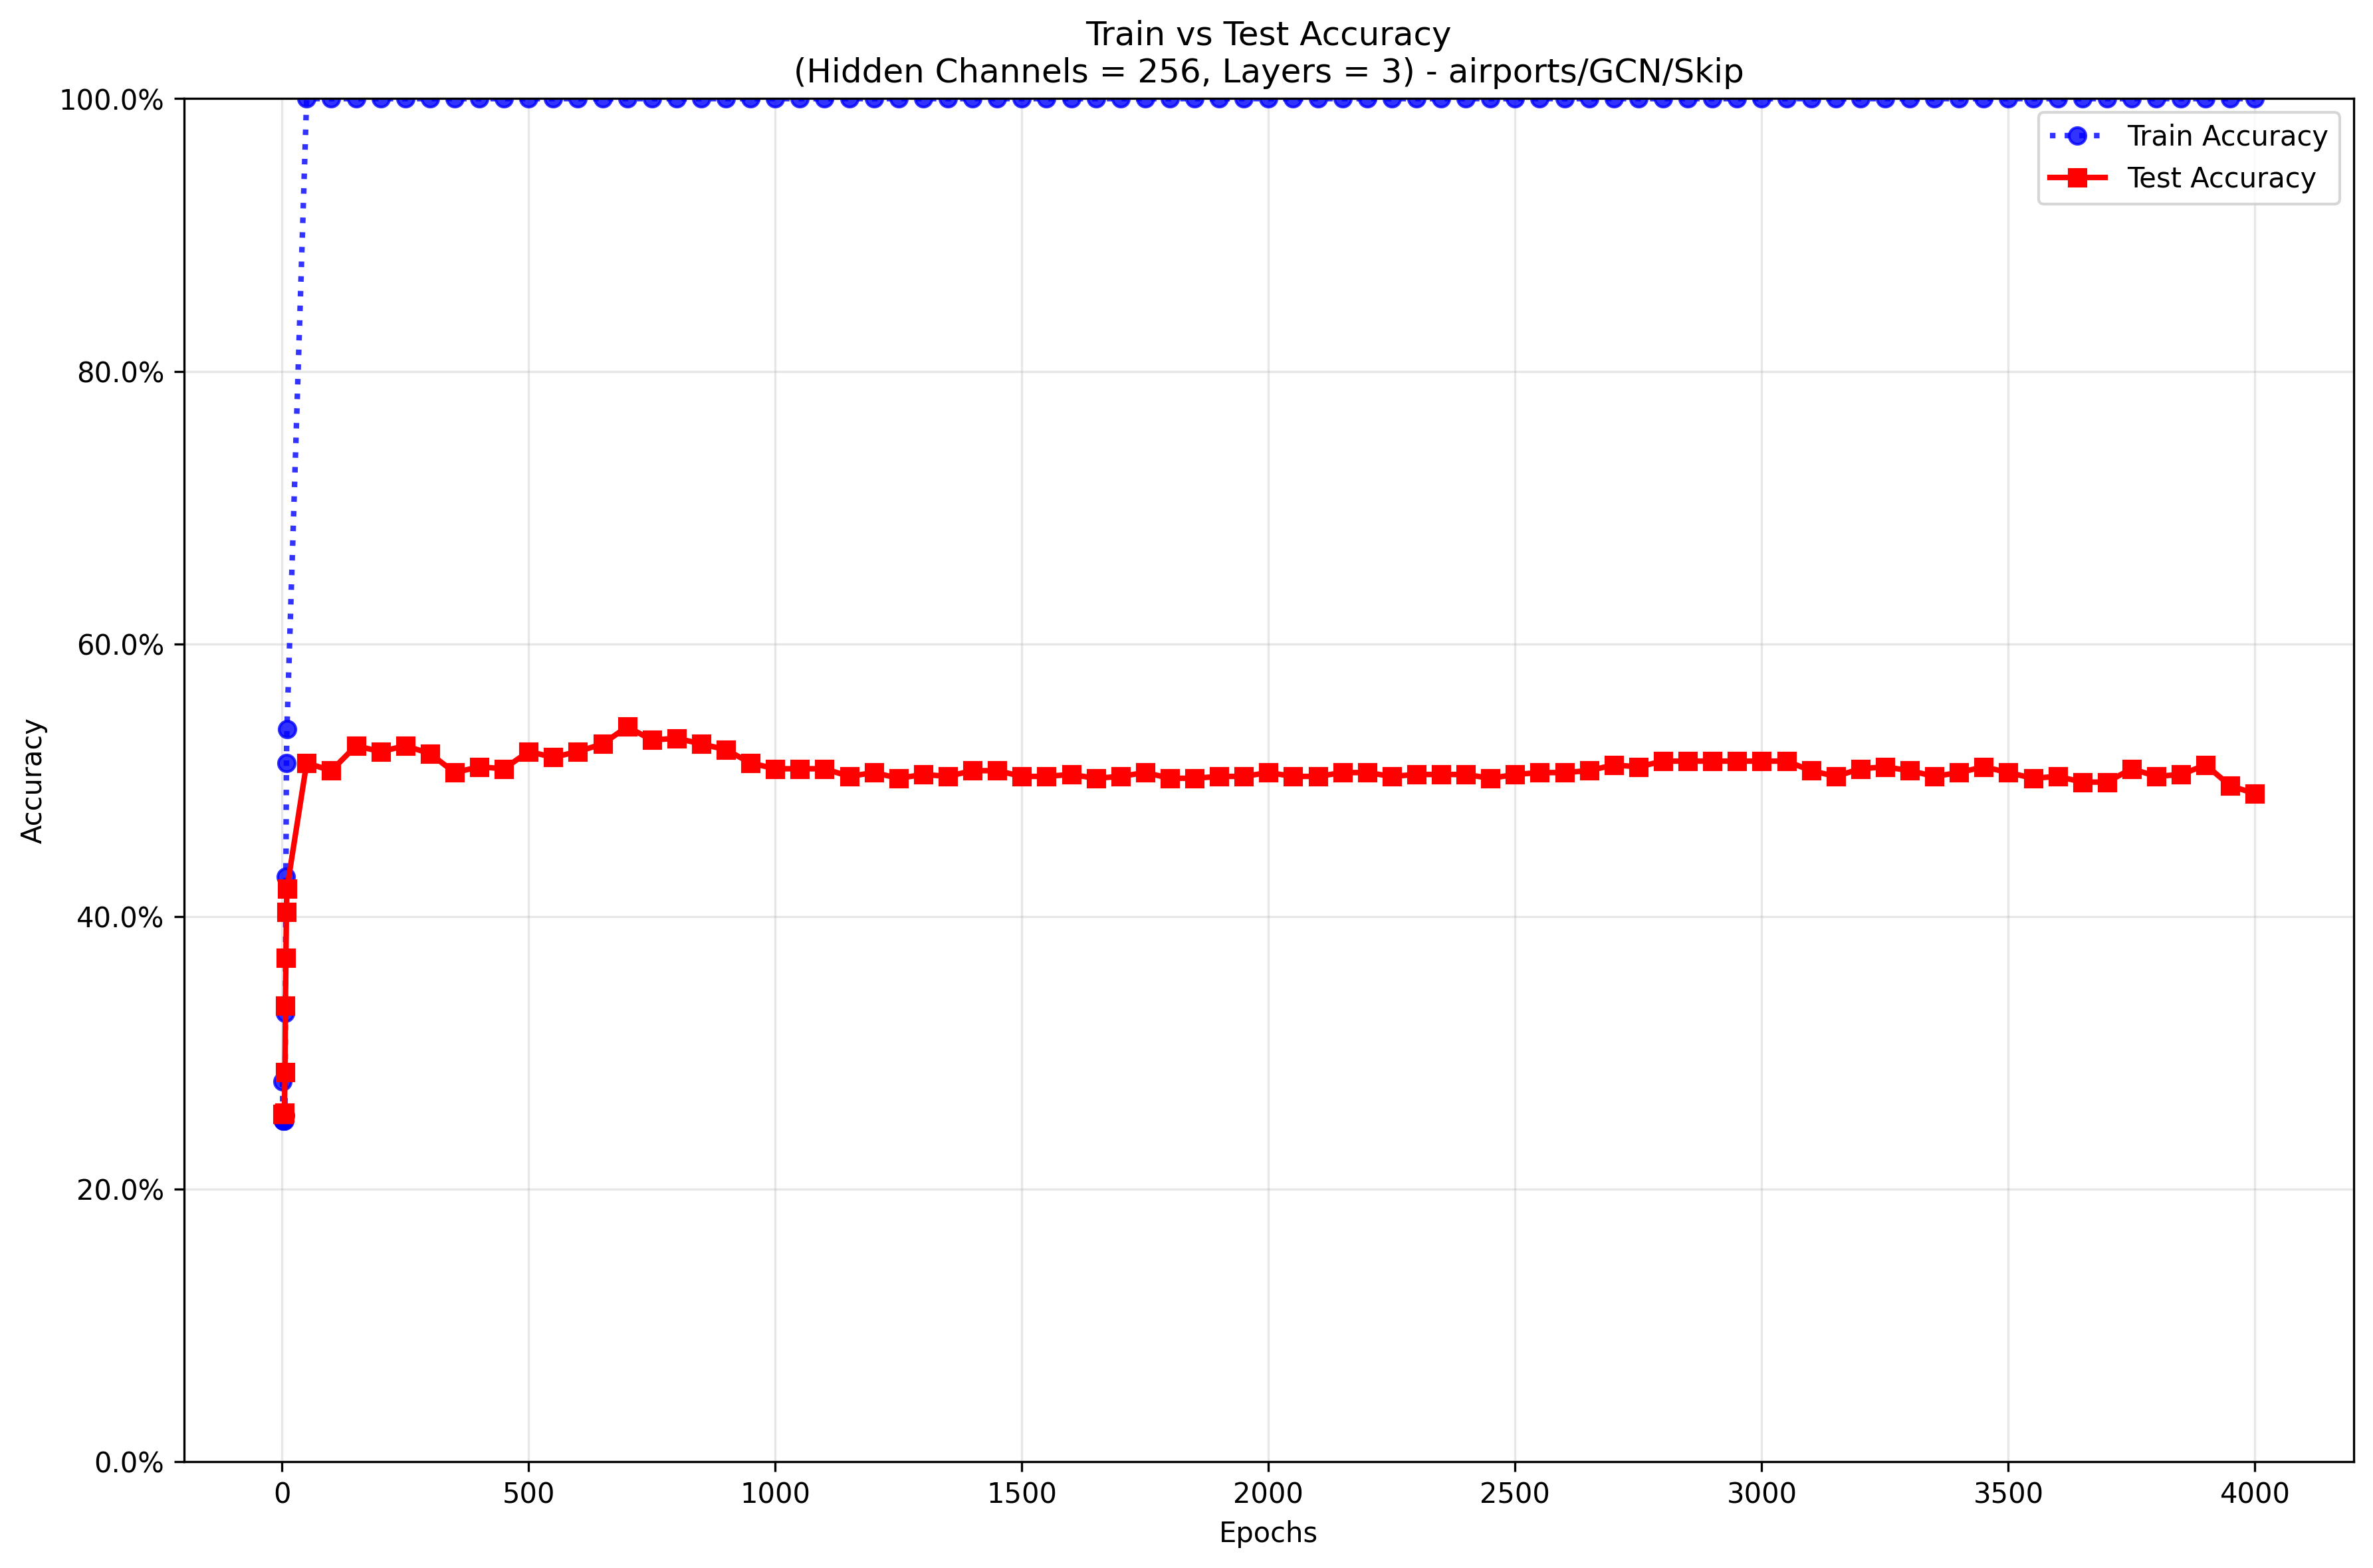 Train vs Test Accuracy
(Hidden Channels = 256, Layers = 3) - airports/GCN/Skip
100.0%
80.0%
60.0%
40.0%
20.0%
0.0%
Accuracy
Train Accuracy
Test Accuracy
0 500 1000 1500 2000 2500 3000 3500 4000
Epochs